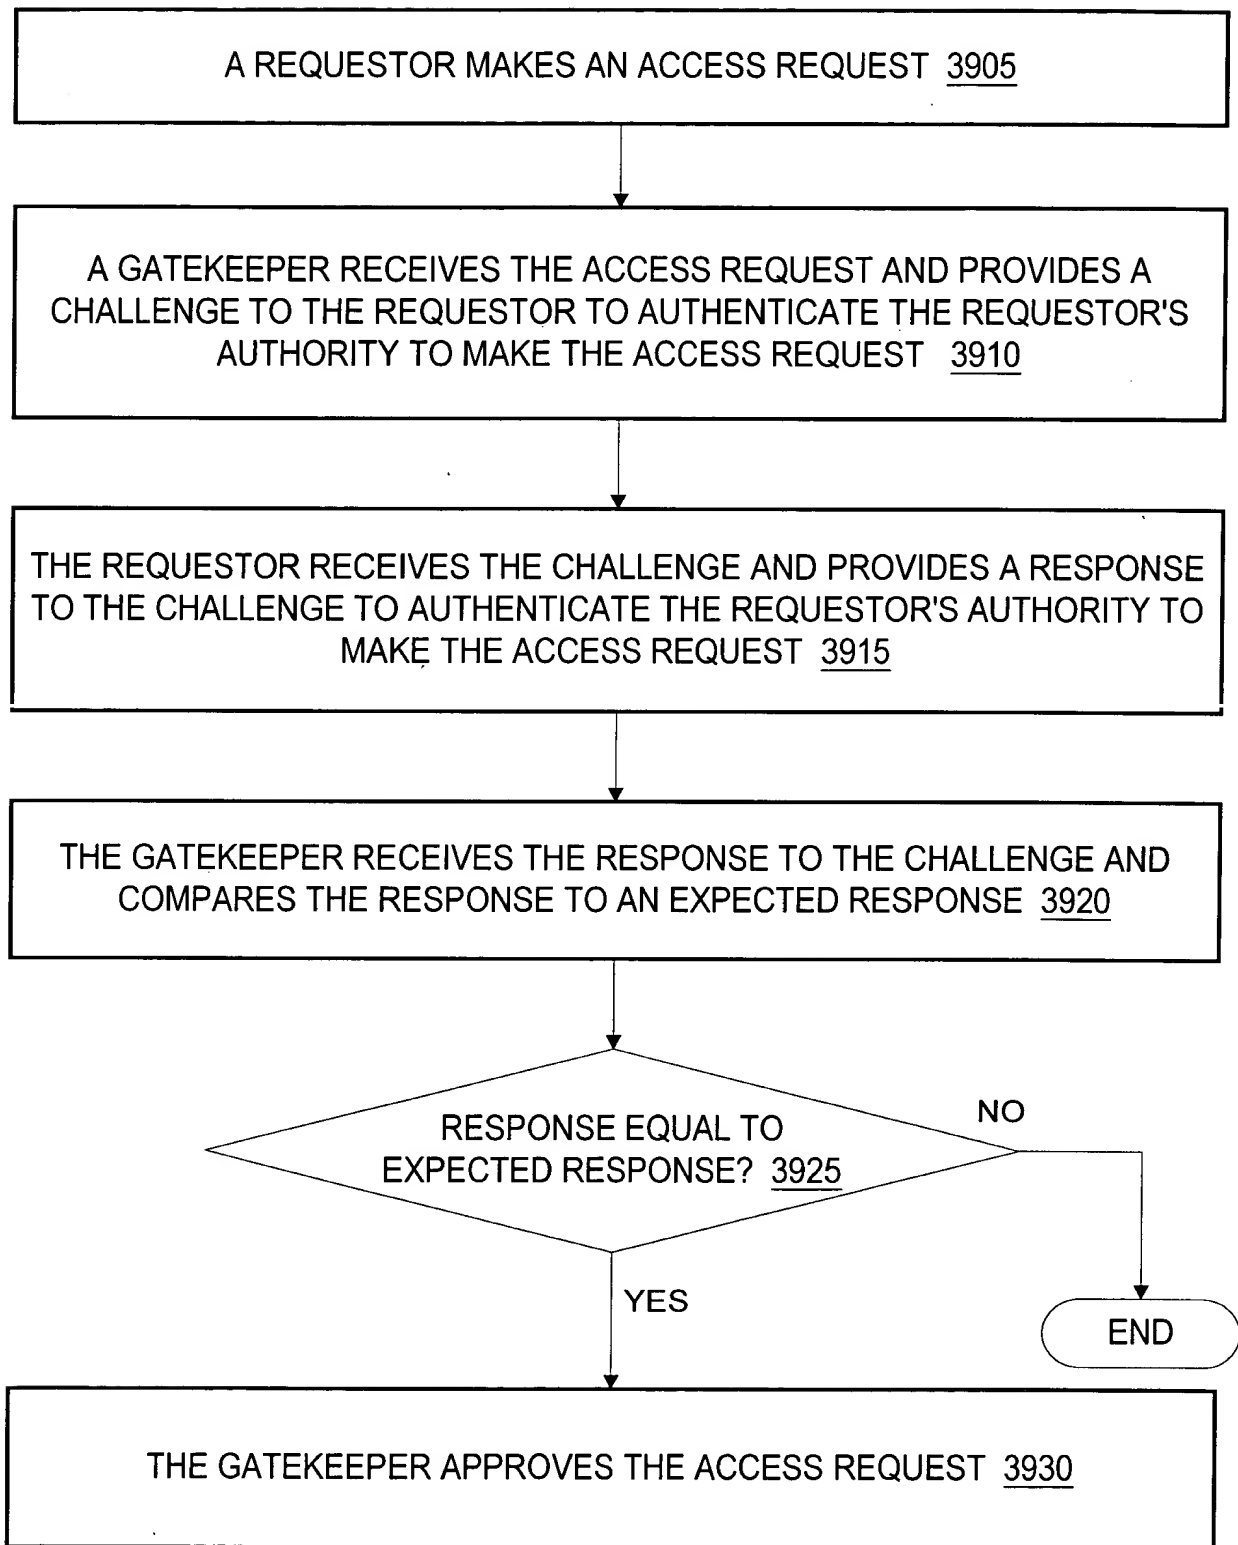 A REQUESTOR MAKES AN ACCESS REQUEST 3905
A GATEKEEPER RECEIVES THE ACCESS REQUEST AND PROVIDES A
CHALLENGE TO THE REQUESTOR TO AUTHENTICATE THE REQUESTOR'S
AUTHORITY TO MAKE THE ACCESS REQUEST 3910
THE REQUESTOR RECEIVES THE CHALLENGE AND PROVIDES A RESPONSE
TO THE CHALLENGE TO AUTHENTICATE THE REQUESTOR'S AUTHORITY TO
MAKE THE ACCESS REQUEST 3915
THE GATEKEEPER RECEIVES THE RESPONSE TO THE CHALLENGE AND
COMPARES THE RESPONSE TO AN EXPECTED RESPONSE 3920
RESPONSE EQUAL TO
EXPECTED RESPONSE? 3925
NO
YES
END
THE GATEKEEPER APPROVES THE ACCESS REQUEST 3930